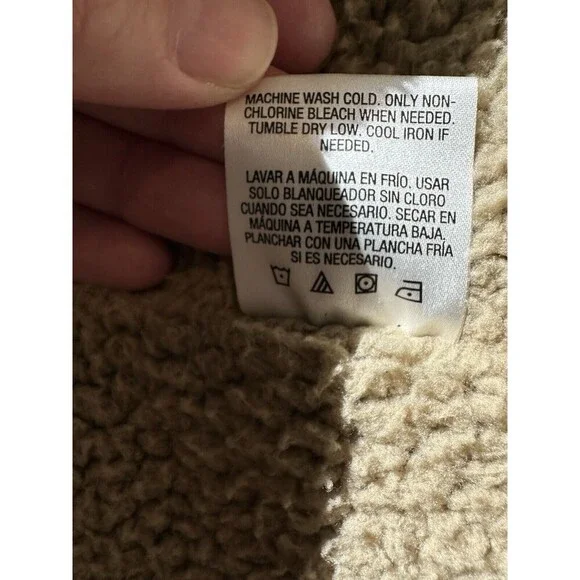 MACHINE WASH COLD. ONLY NON-
CHLORINE BLEACH WHEN NEEDED.
TUMBLE DRY LOW. COOL IRON IF
NEEDED.
LAVAR A MÁQUINA EN FRÍO. USAR
SOLO BLANQUEADOR SIN CLORO
CUANDO SEA NECESARIO. SECAR EN
MÁQUINA A TEMPERATURA BAJA.
PLANCHAR CON UNA PLANCHA FRÍA
SI ES NECESARIO.